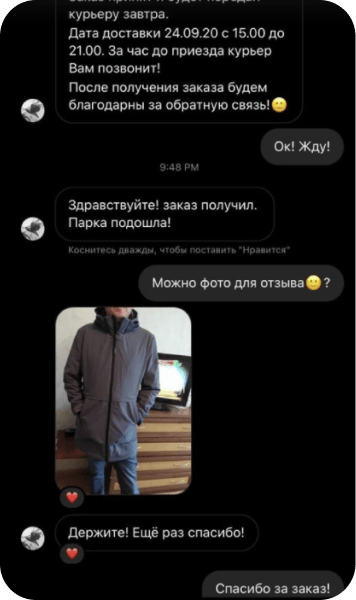 курьеру завтра.
Дата доставки 24.09.20 с 15.00 до
21.00. За час до приезда курьер
Вам позвонит!
После получения заказа будем
благодарны за обратную связь!🙂
Ок! Жду!
9:48 PM
Здравствуйте! заказ получил.
Парка подошла!
Коснитесь дважды, чтобы поставить "Нравится"
Можно фото для отзыва🙂?
Держите! Ещё раз спасибо!
Спасибо за заказ!